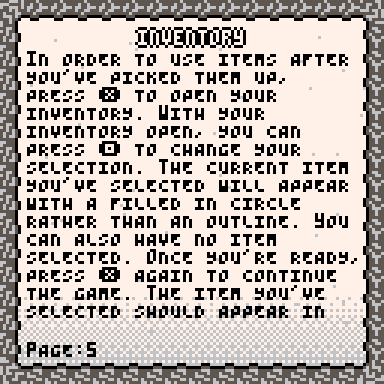 INVENTORY
IN ORDER TO USE ITEMS AFTER
YOU'VE PICKED THEM UP,
PRESS ❎ TO OPEN YOUR
INVENTORY. WITH YOUR
INVENTORY OPEN, YOU CAN
PRESS 🅾 TO CHANGE YOUR
SELECTION. THE CURRENT ITEM
YOU'VE SELECTED WILL APPEAR
WITH A FILLED IN CIRCLE
RATHER THAN AN OUTLINE. YOU
CAN ALSO HAVE NO ITEM
SELECTED. ONCE YOU'RE READY,
PRESS ❎ AGAIN TO CONTINUE
THE GAME. THE ITEM YOU'VE
SELECTED SHOULD APPEAR IN
PAGE:5